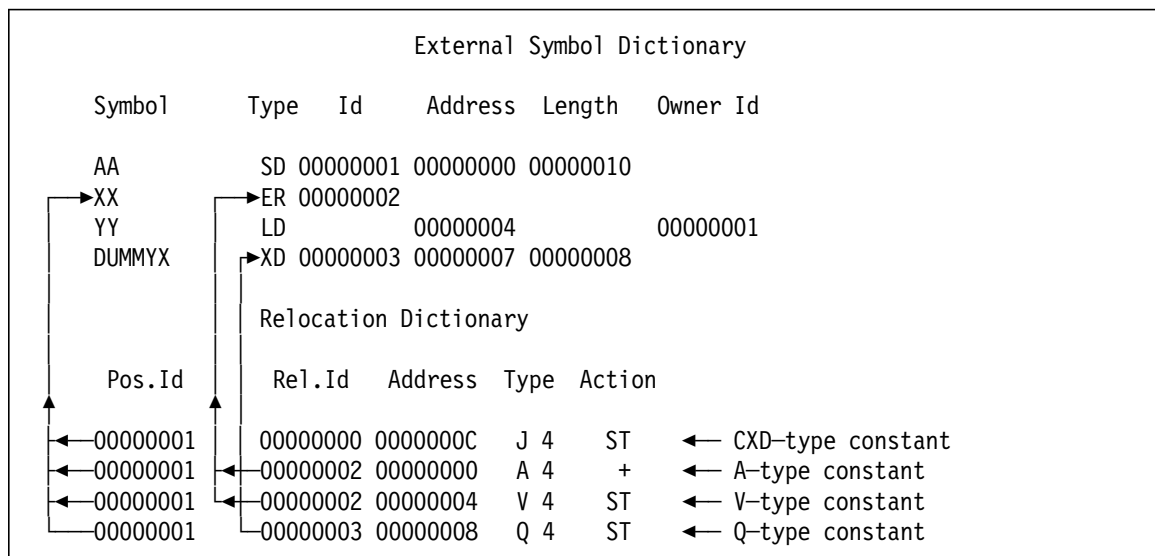 External Symbol Dictionary
Symbol Type Id Address Length Owner Id
AA SD 00000001 00000000 00000010
XX ER 00000002
YY LD 00000004 00000001
DUMMYX XD 00000003 00000007 00000008
Relocation Dictionary
Pos.Id Rel.Id Address Type Action
00000001 00000000 0000000C J 4 ST CXD–type constant
00000001 00000002 00000000 A 4 + A–type constant
00000001 00000002 00000004 V 4 ST V–type constant
00000001 00000003 00000008 Q 4 ST Q–type constant